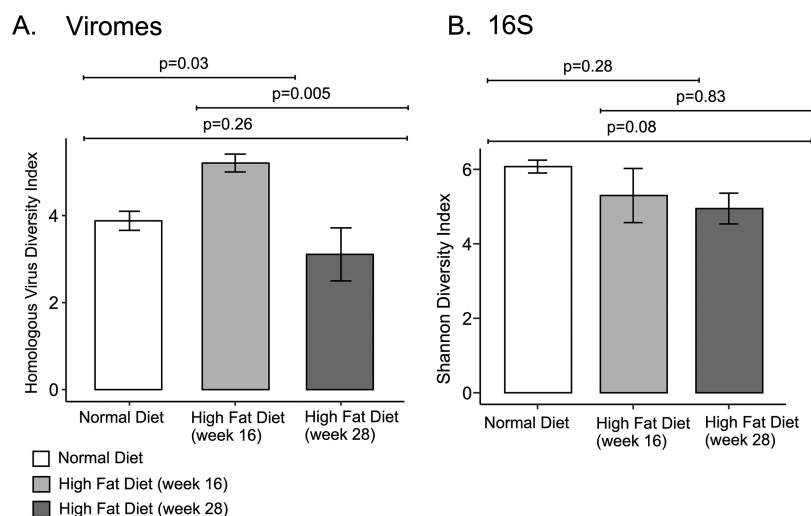 A. Viromes
p=0.03
p=0.005
p=0.26
Homologous Virus Diversity Index
4
2
0
Normal Diet
High Fat Diet
(week 16)
High Fat Diet
(week 28)
Normal Diet
High Fat Diet (week 16)
High Fat Diet (week 28)
B. 16S
p=0.28
p=0.83
p=0.08
Shannon Diversity Index
6
4
2
0
Normal Diet
High Fat Diet
(week 16)
High Fat Diet
(week 28)